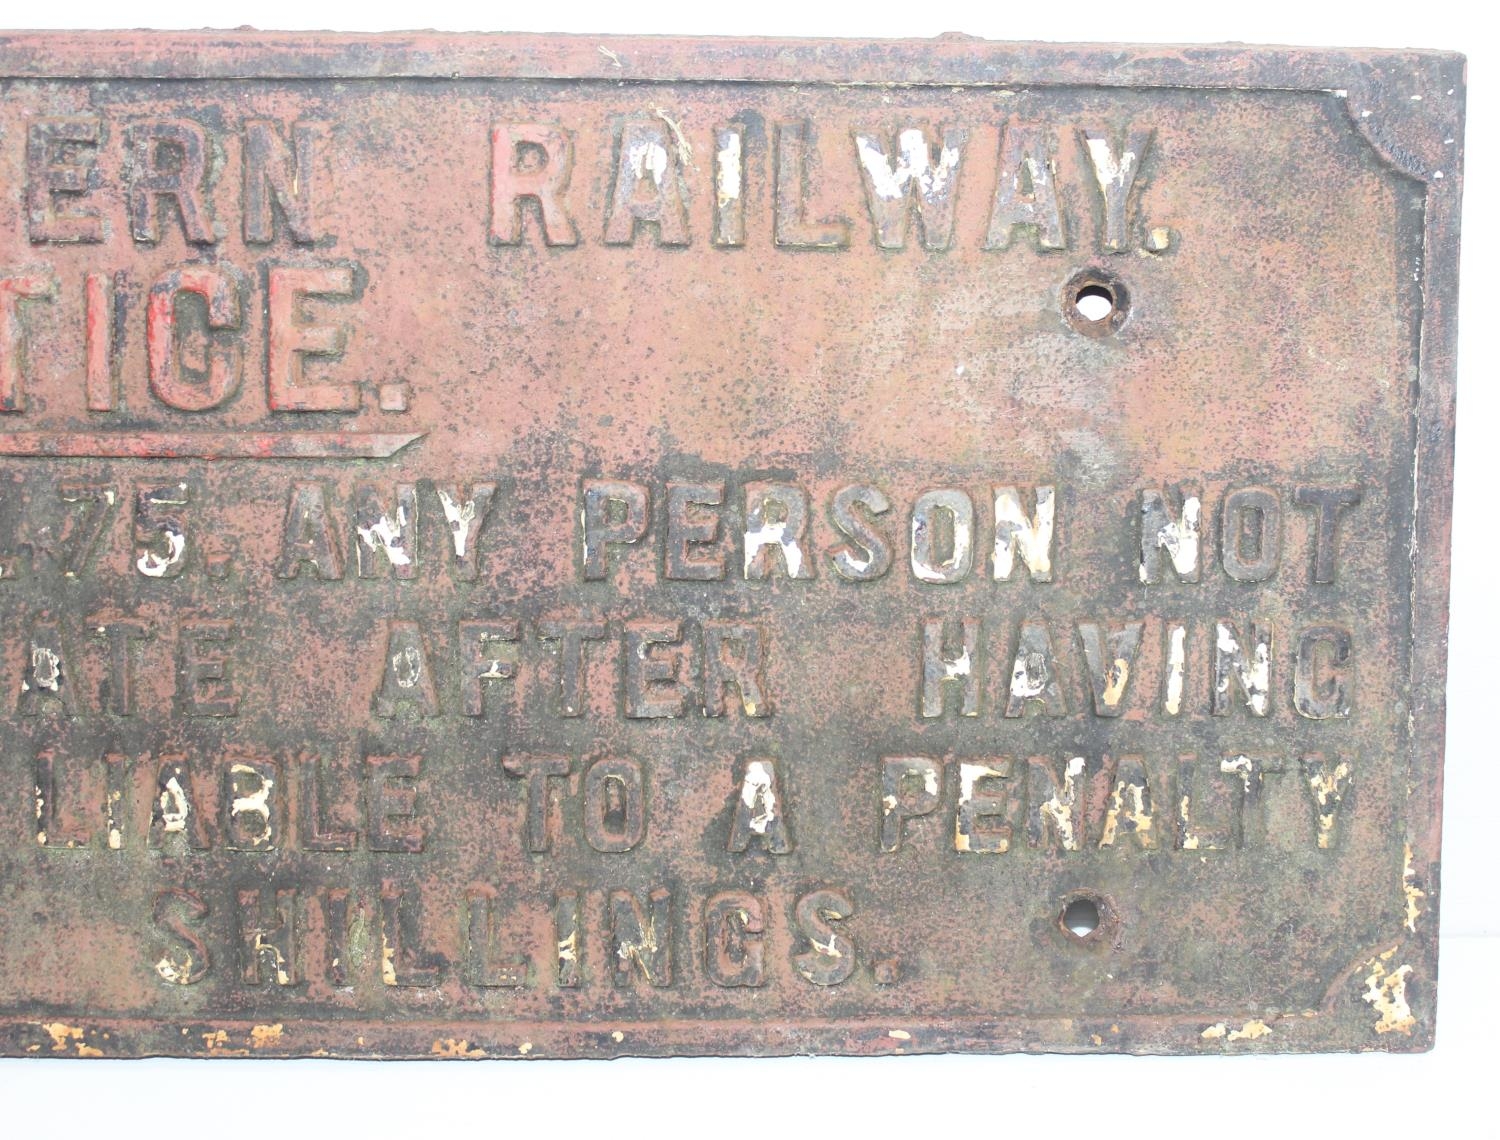 ERN RAILWAY.
TICE.
.75. ANY PERSON NOT
ATE AFTER HAVING
LIABLE TO A PENALTY
SHILLINGS.